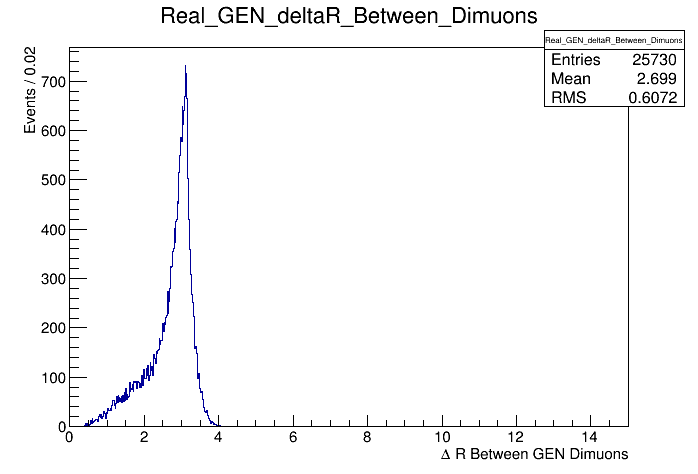 Real_GEN_deltaR_Between_Dimuons
Real_GEN_deltaR_Between_Dimuons
Entries 25730
Mean 2.699
RMS 0.6072
Events / 0.02
700
600
500
400
300
200
100
0
0 2 4 6 8 10 12 14
Δ R Between GEN Dimuons